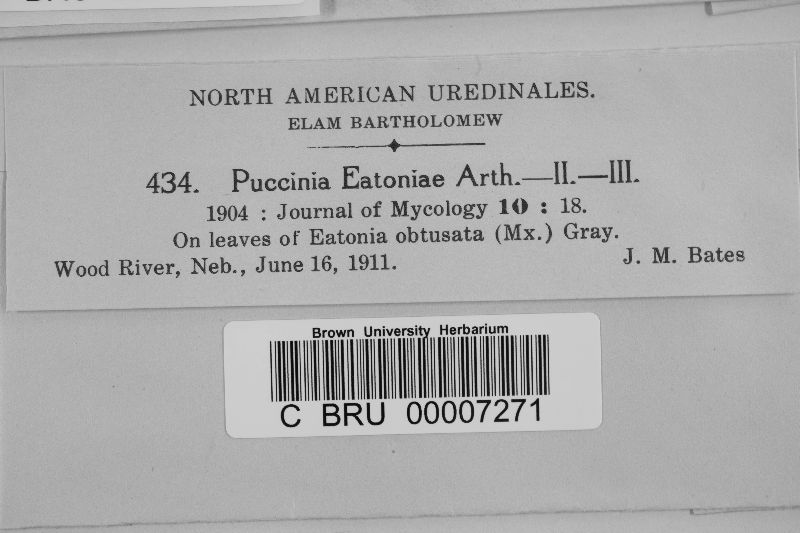 NORTH AMERICAN UREDINALES.
ELAM BARTHOLOMEW
434. Puccinia Eatoniae Arth.—II.—III.
1904 : Journal of Mycology 10 : 18.
On leaves of Eatonia obtusata (Mx.) Gray.
Wood River, Neb., June 16, 1911. J. M. Bates
Brown University Herbarium
C BRU 00007271